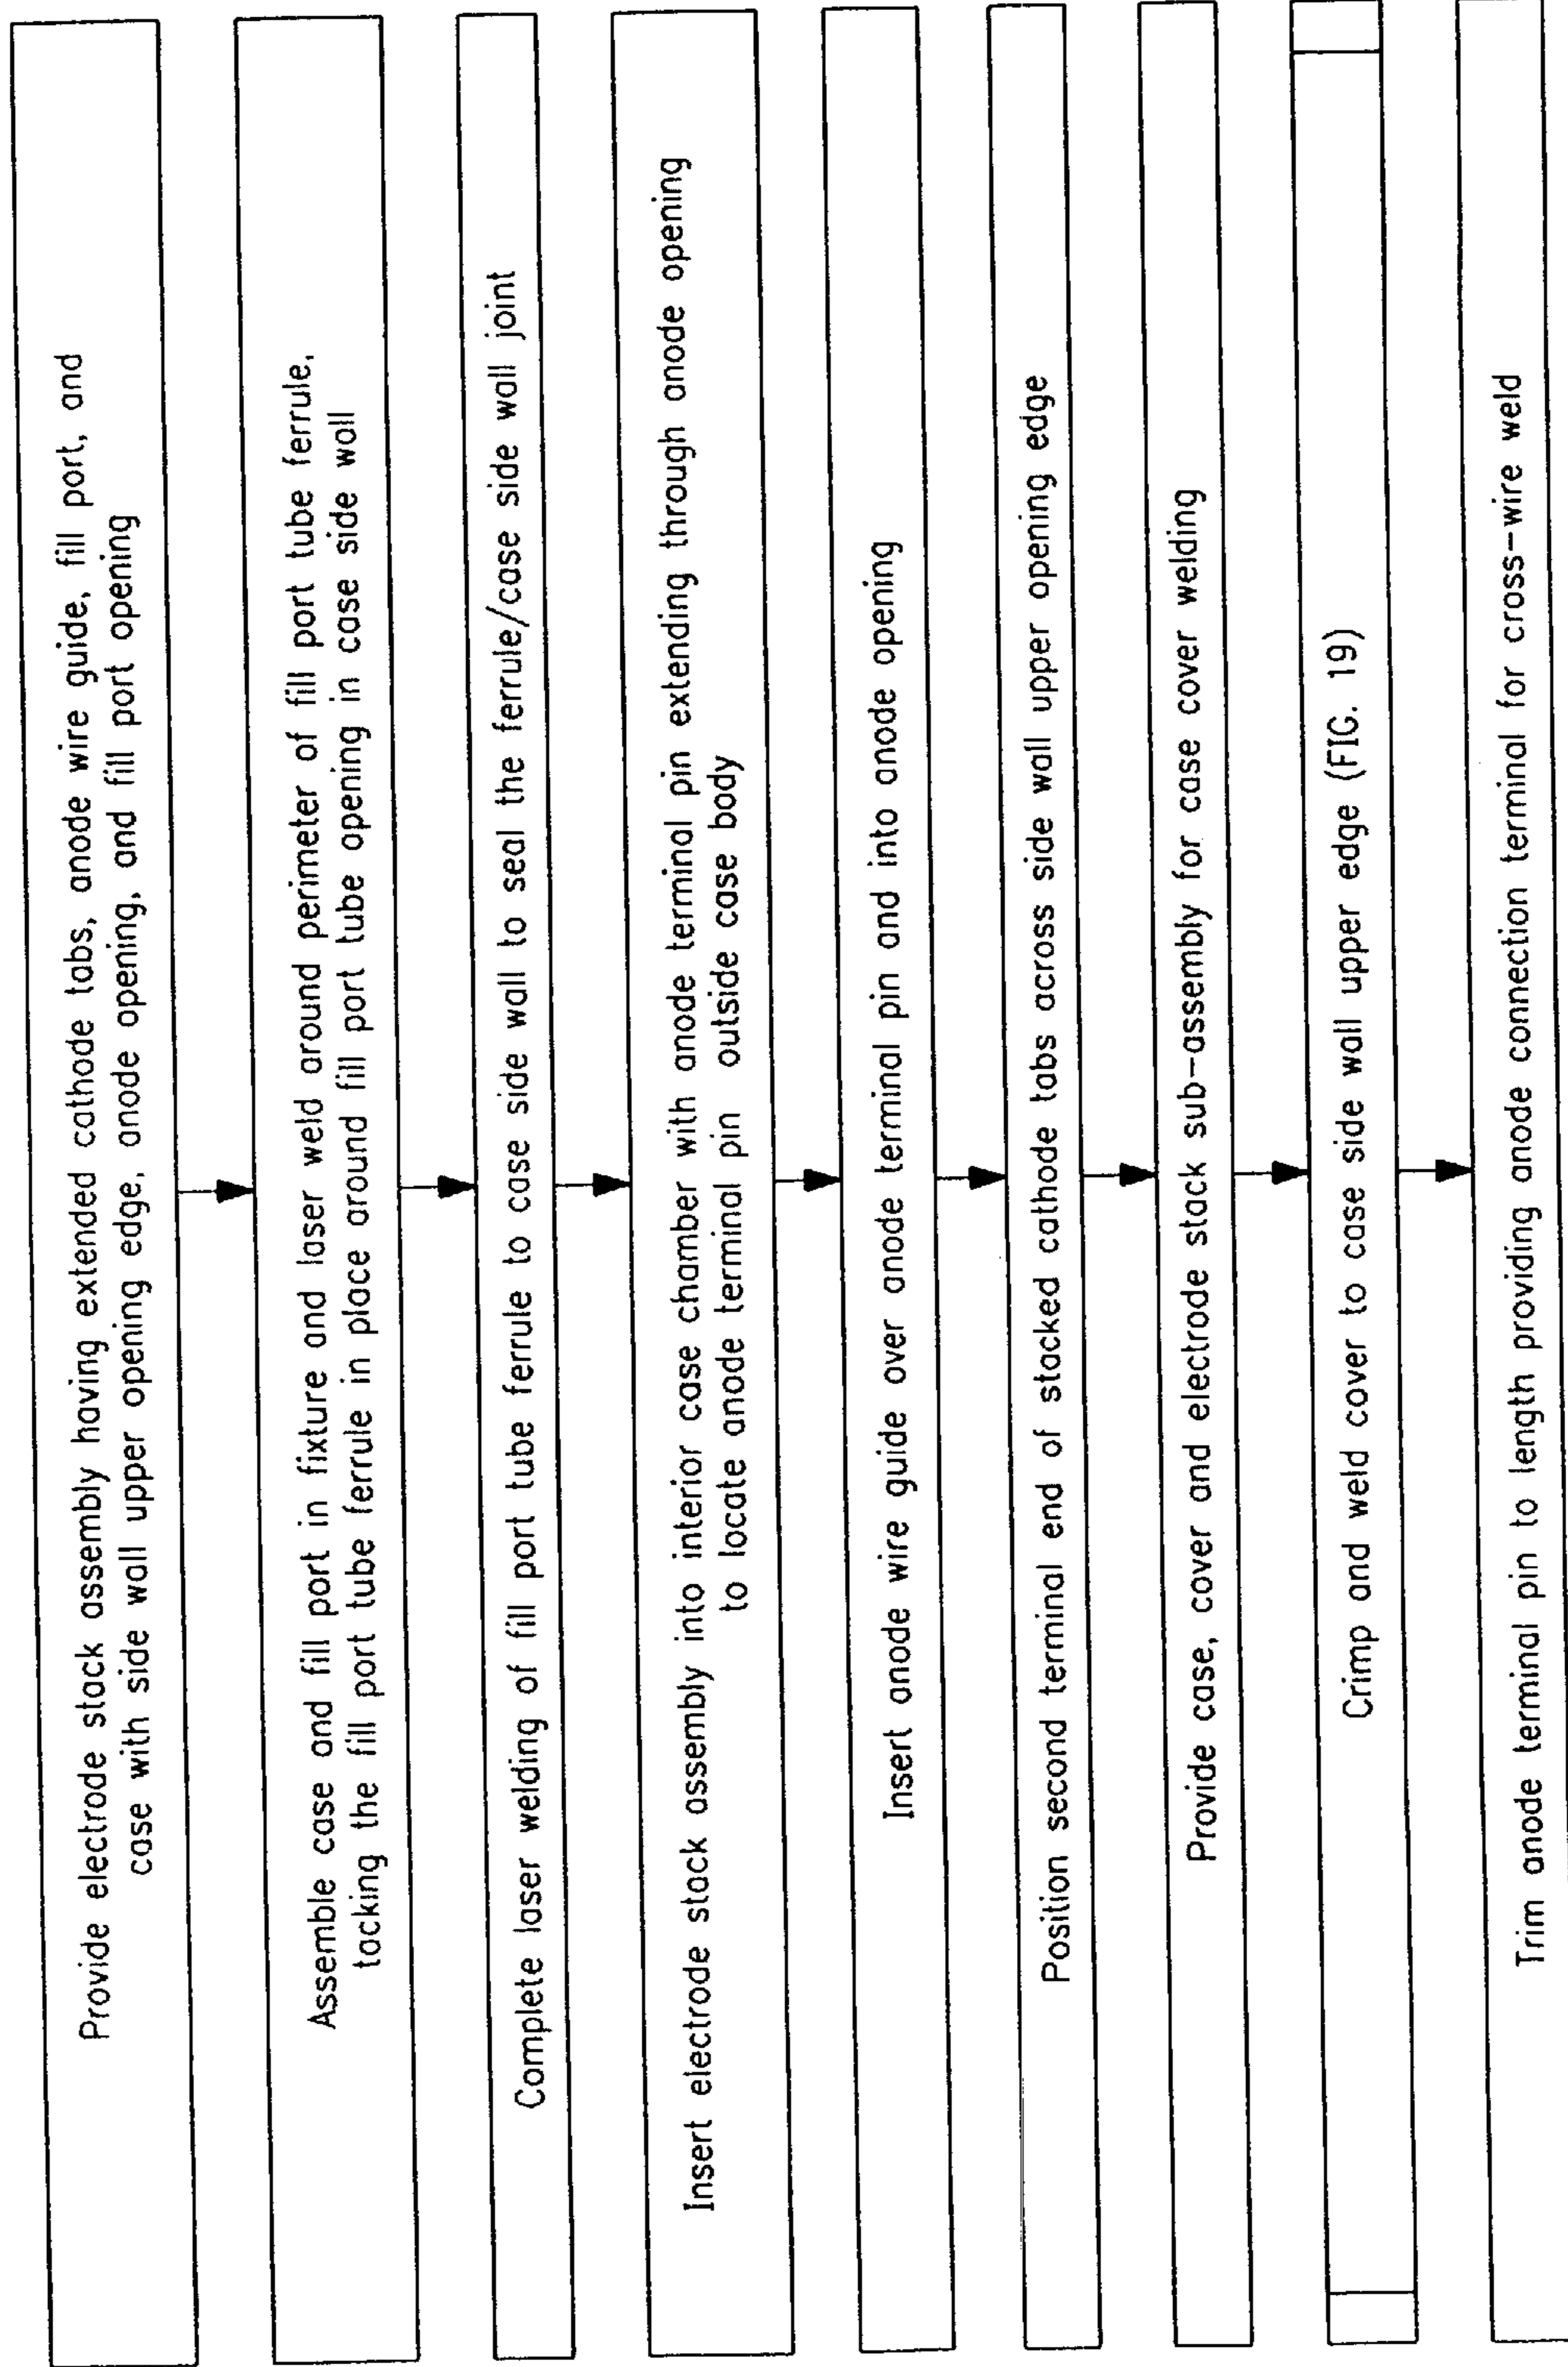 Provide electrode stack assembly having extended cathode tabs, anode wire guide, fill port, and
case with side wall upper opening edge, anode opening, and fill port opening
Assemble case and fill port in fixture and laser weld around perimeter of fill port tube ferrule,
tacking the fill port tube ferrule in place around fill port tube opening in case side wall
Complete laser welding of fill port tube ferrule to case side wall to seal the ferrule/case side wall joint
Insert electrode stack assembly into interior case chamber with anode terminal pin extending through anode opening
to locate anode terminal pin outside case body
Insert anode wire guide over anode terminal pin and into anode opening
Position second terminal end of stacked cathode tabs across side wall upper opening edge
Provide case, cover and electrode stack sub-assembly for case cover welding
Crimp and weld cover to case side wall upper edge (FIG. 19)
Trim anode terminal pin to length providing anode connection terminal for cross-wire weld